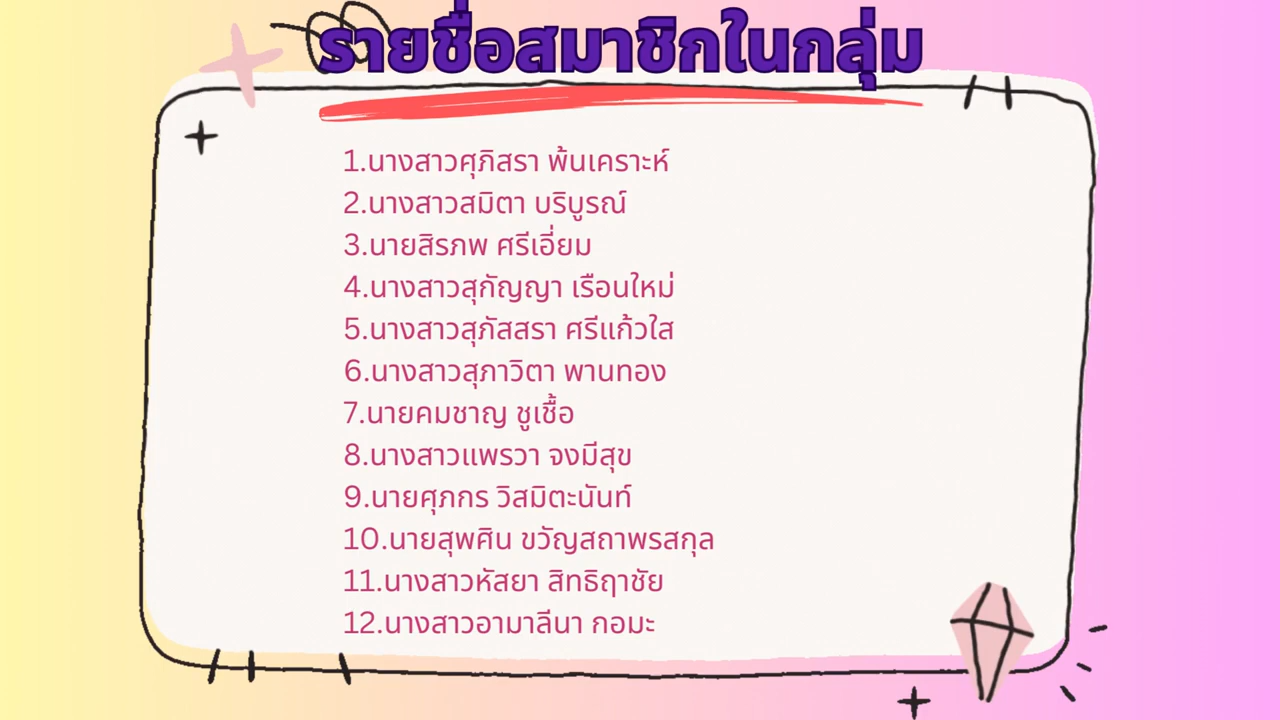 รายชื่อสมาชิกในกลุ่ม
1.นางสาวศุภิสรา พ้นเคราะห์
2.นางสาวสมิตา บริบูรณ์
3.นายสิรภพ ศรีเอี่ยม
4.นางสาวสุกัญญา เรือนใหม่
5.นางสาวสุภัสสรา ศรีแก้วใส
6.นางสาวสุภาวิตา พานทอง
7.นายคมชาญ ชูเชื้อ
8.นางสาวแพรวา จงมีสุข
9.นายศุภกร วิสมิตะนันท์
10.นายสุพศิน ขวัญสถาพรสกุล
11.นางสาวหัสยา สิทธิฤาชัย
12.นางสาวอามาลีนา กอมะ